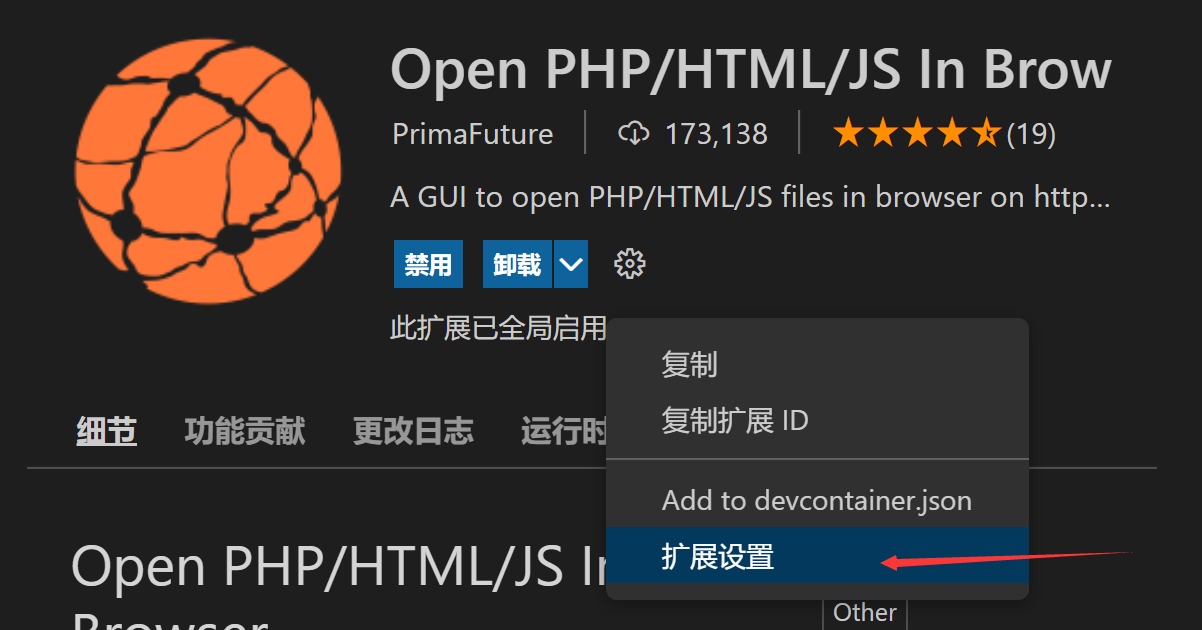 Open PHP/HTML/JS In Brow
PrimaFuture 173,138 (19)
A GUI to open PHP/HTML/JS files in browser on http...
禁用 卸载
此扩展已全局启用
复制
复制扩展 ID
细节 功能贡献 更改日志 运行时
Add to devcontainer.json
扩展设置
Open PHP/HTML/JS In
Browser
Other